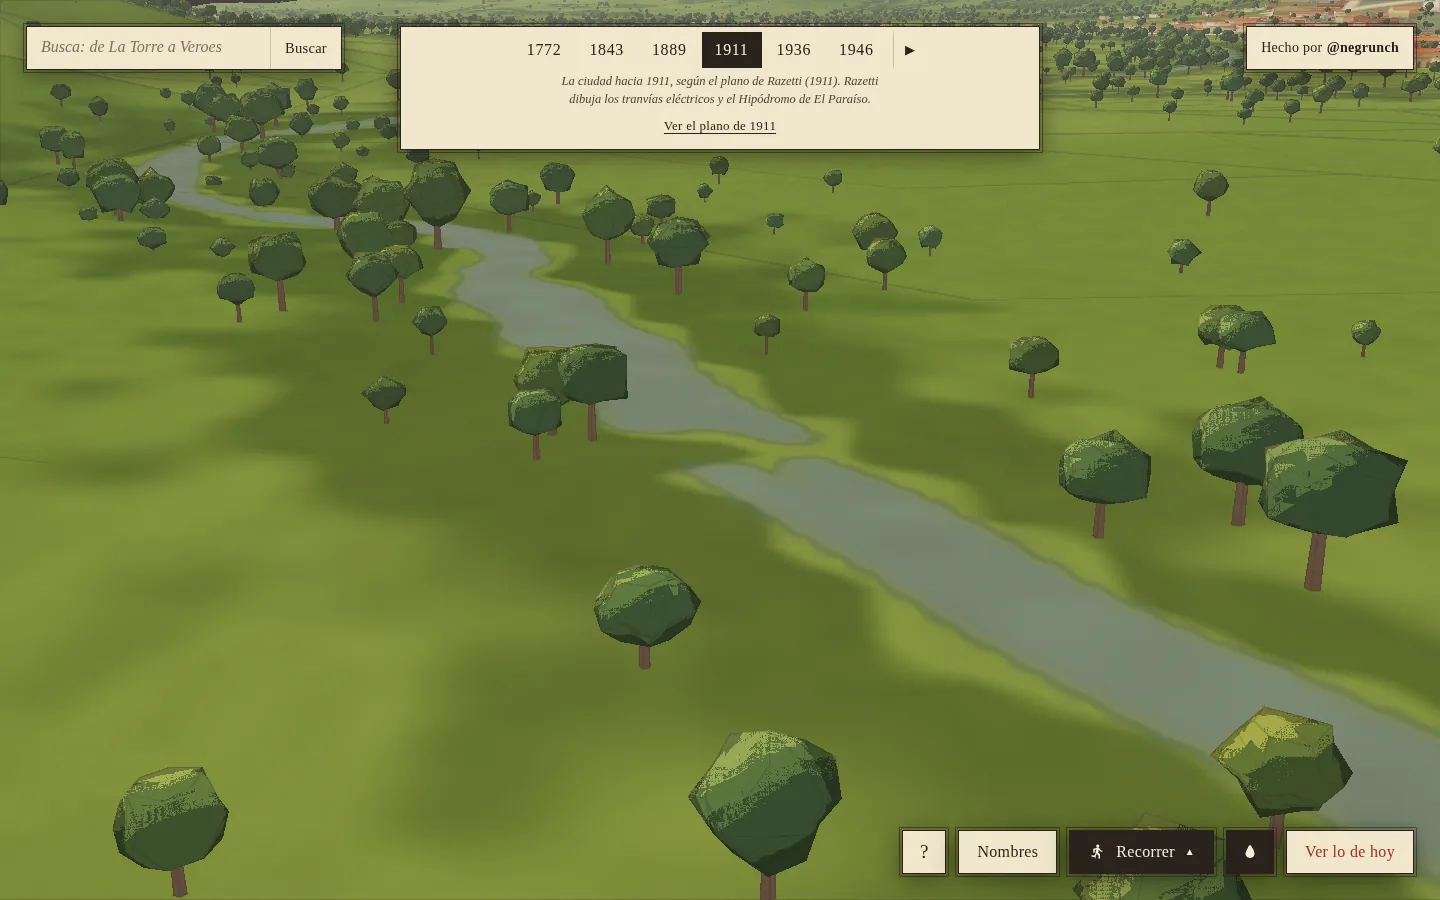 Busca: de La Torre a Veroes
Buscar
1772 1843 1889 1911 1936 1946 ▶
La ciudad hacia 1911, según el plano de Razetti (1911). Razetti
dibuja los tranvías eléctricos y el Hipódromo de El Paraíso.
Ver el plano de 1911
Hecho por @negrunch
?
Nombres
Recorrer ▲
Ver lo de hoy